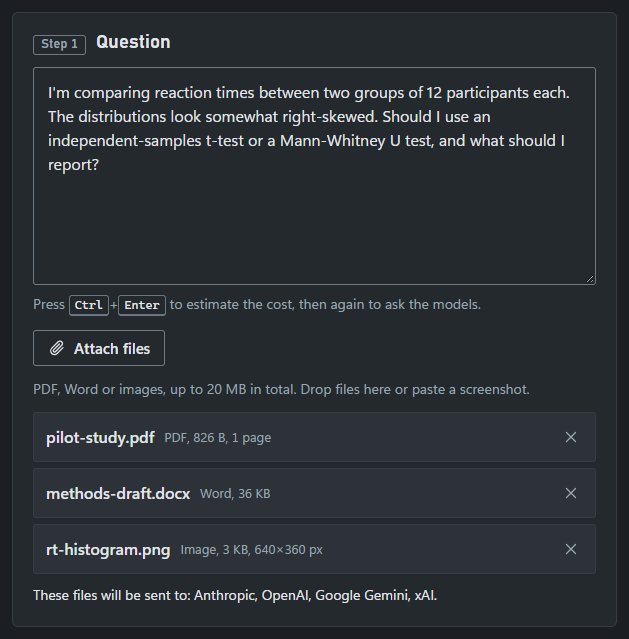 Step 1 Question
I'm comparing reaction times between two groups of 12 participants each.
The distributions look somewhat right-skewed. Should I use an
independent-samples t-test or a Mann-Whitney U test, and what should I
report?
Press Ctrl+Enter to estimate the cost, then again to ask the models.
Attach files
PDF, Word or images, up to 20 MB in total. Drop files here or paste a screenshot.
pilot-study.pdf PDF, 826 B, 1 page
methods-draft.docx Word, 36 KB
rt-histogram.png Image, 3 KB, 640×360 px
These files will be sent to: Anthropic, OpenAI, Google Gemini, xAI.